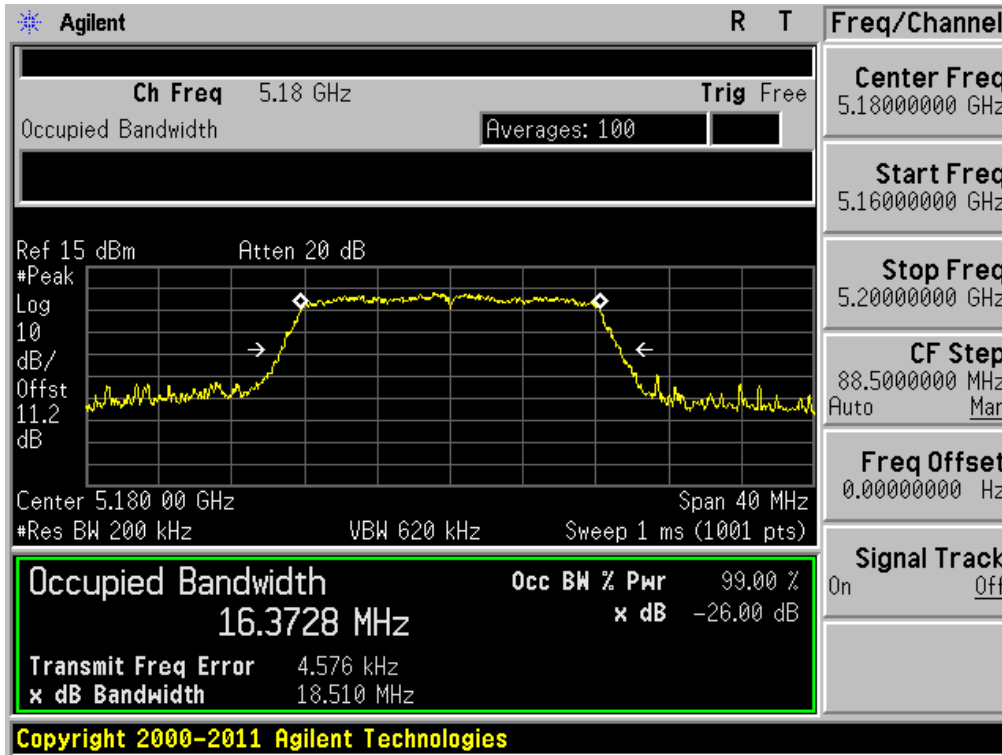 Agilent R T
Freq/Channel
Ch Freq 5.18 GHz Trig Free
Occupied Bandwidth Averages: 100
Center Freq
5.18000000 GHz
Start Freq
5.16000000 GHz
Stop Freq
5.20000000 GHz
CF Step
88.5000000 MHz
Auto Man
Freq Offset
0.00000000 Hz
Signal Track
On Off
Ref 15 dBm Atten 20 dB
#Peak
Log
10
dB/
Offst
11.2
dB
Center 5.180 00 GHz Span 40 MHz
#Res BW 200 kHz VBW 620 kHz Sweep 1 ms (1001 pts)
Occupied Bandwidth Occ BW % Pwr 99.00 %
16.3728 MHz x dB -26.00 dB
Transmit Freq Error 4.576 kHz
x dB Bandwidth 18.510 MHz
Copyright 2000-2011 Agilent Technologies